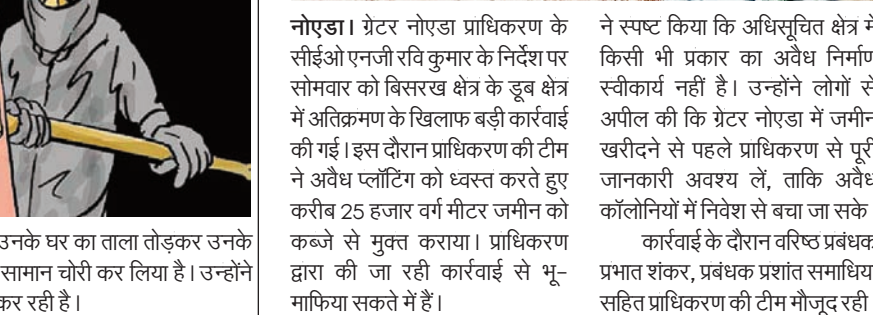 उनके घर का ताला तोड़कर उनके
सामान चोरी कर लिया है। उन्होंने
कर रही है।
नोएडा। ग्रेटर नोएडा प्राधिकरण के
सीईओ एनजी रवि कुमार के निर्देश पर
सोमवार को बिसरख क्षेत्र के डूब क्षेत्र
में अतिक्रमण के खिलाफ बड़ी कार्रवाई
की गई। इस दौरान प्राधिकरण की टीम
ने अवैध प्लॉटिंग को ध्वस्त करते हुए
करीब 25 हजार वर्ग मीटर जमीन को
कब्जे से मुक्त कराया। प्राधिकरण
द्वारा की जा रही कार्रवाई से भू-
माफिया सकते में हैं।
ने स्पष्ट किया कि अधिसूचित क्षेत्र में
किसी भी प्रकार का अवैध निर्माण
स्वीकार्य नहीं है। उन्होंने लोगों से
अपील की कि ग्रेटर नोएडा में जमीन
खरीदने से पहले प्राधिकरण से पूरी
जानकारी अवश्य लें, ताकि अवैध
कॉलोनियों में निवेश से बचा जा सके
कार्रवाई के दौरान वरिष्ठ प्रबंधक
प्रभात शंकर, प्रबंधक प्रशांत समाधिया
सहित प्राधिकरण की टीम मौजूद रही